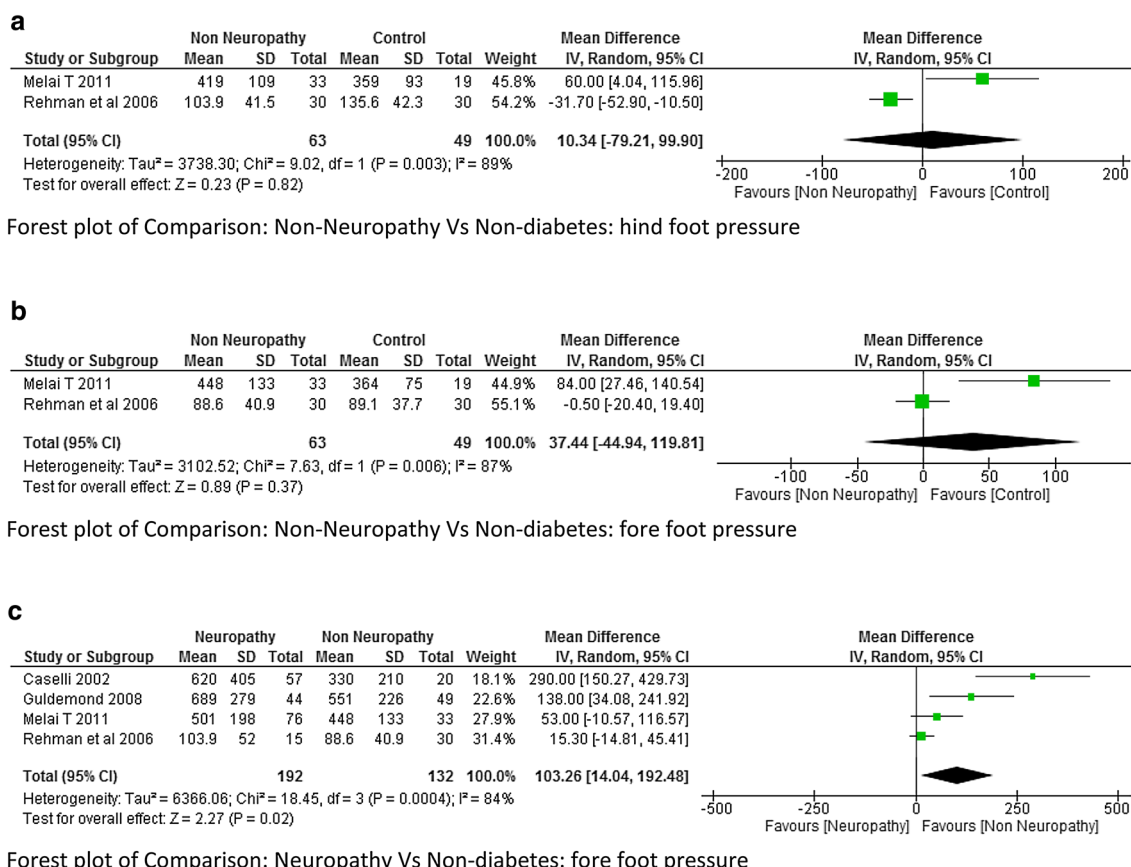 a
Non Neuropathy Control Mean Difference Mean Difference
Study or Subgroup Mean SD Total Mean SD Total Weight IV, Random, 95% CI IV, Random, 95% CI
Melai T 2011 419 109 33 359 93 19 45.8% 60.00 [4.04, 115.96]
Rehman et al 2006 103.9 41.5 30 135.6 42.3 30 54.2% -31.70 [-52.90, -10.50]
Total (95% CI) 63 49 100.0% 10.34 [-79.21, 99.90]
Heterogeneity: Tau² = 3738.30; Chi² = 9.02, df = 1 (P = 0.003); I² = 89%
Test for overall effect: Z = 0.23 (P = 0.82)
-200 -100 0 100 200
Favours [Non Neuropathy] Favours [Control]
Forest plot of Comparison: Non-Neuropathy Vs Non-diabetes: hind foot pressure
b
Non Neuropathy Control Mean Difference Mean Difference
Study or Subgroup Mean SD Total Mean SD Total Weight IV, Random, 95% CI IV, Random, 95% CI
Melai T 2011 448 133 33 364 75 19 44.9% 84.00 [27.46, 140.54]
Rehman et al 2006 88.6 40.9 30 89.1 37.7 30 55.1% -0.50 [-20.40, 19.40]
Total (95% CI) 63 49 100.0% 37.44 [-44.94, 119.81]
Heterogeneity: Tau² = 3102.52; Chi² = 7.63, df = 1 (P = 0.006); I² = 87%
Test for overall effect: Z = 0.89 (P = 0.37)
-100 -50 0 50 100
Favours [Non Neuropathy] Favours [Control]
Forest plot of Comparison: Non-Neuropathy Vs Non-diabetes: fore foot pressure
c
Neuropathy Non Neuropathy Mean Difference Mean Difference
Study or Subgroup Mean SD Total Mean SD Total Weight IV, Random, 95% CI IV, Random, 95% CI
Caselli 2002 620 405 57 330 210 20 18.1% 290.00 [150.27, 429.73]
Guldemond 2008 689 279 44 551 226 49 22.6% 138.00 [34.08, 241.92]
Melai T 2011 501 198 76 448 133 33 27.9% 53.00 [-10.57, 116.57]
Rehman et al 2006 103.9 52 15 88.6 40.9 30 31.4% 15.30 [-14.81, 45.41]
Total (95% CI) 192 132 100.0% 103.26 [14.04, 192.48]
Heterogeneity: Tau² = 6366.06; Chi² = 18.45, df = 3 (P = 0.0004); I² = 84%
Test for overall effect: Z = 2.27 (P = 0.02)
-500 -250 0 250 500
Favours [Neuropathy] Favours [Non Neuropathy]
Forest plot of Comparison: Neuropathy Vs Non-diabetes: fore foot pressure